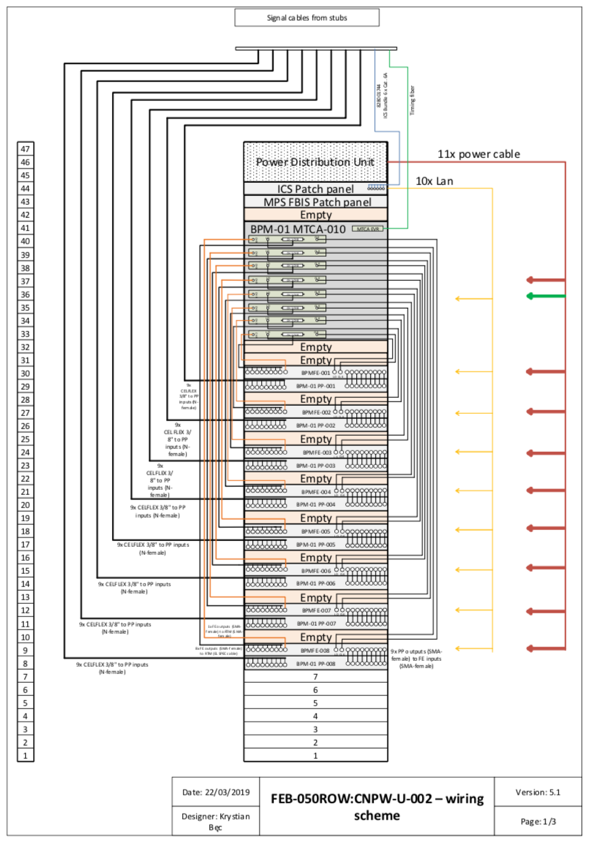 Signal cables from stubs
ICS Bundle 6 x Cat. 6A
Timing fiber
47
46
45
44
43
42
41
40
39
38
37
36
35
34
33
32
31
30
29
28
27
26
25
24
23
22
21
20
19
18
17
16
15
14
13
12
11
10
9
8
7
6
5
4
3
2
1
Power Distribution Unit
11x power cable
10x Lan
ICS Patch panel
MPS FBIS Patch panel
Empty
BPM-01 MTCA-010
Empty
Empty
BPMFE-001
BPM-01 PP-001
Empty
BPMFE-002
BPM-01 PP-002
Empty
BPMFE-003
BPM-01 PP-003
Empty
BPMFE-004
BPM-01 PP-004
Empty
BPMFE-005
BPM-01 PP-005
Empty
BPMFE-006
BPM-01 PP-006
Empty
BPMFE-007
BPM-01 PP-007
Empty
BPMFE-008
BPM-01 PP-008
7
6
5
4
3
2
1
9x
CELFLEX
3/8" to PP
inputs (N-
female)
9x
CELFLEX 3/
8" to PP
inputs (N-
female)
9x
CELFLEX 3/
8" to PP
inputs (N-
female)
9x CELFLEX 3/8" to PP
inputs (N-female)
9x CELFLEX 3/8" to PP inputs
(N-female)
9x CELFLEX 3/8" to PP inputs
(N-female)
9x CELFLEX 3/8" to PP inputs
(N-female)
9x CELFLEX 3/8" to PP inputs
(N-female)
9x PP outputs (SMA-
female) to FE inputs
(SMA-female)
Date: 22/03/2019
Designer: Krystian
Bęc
FEB-050ROW:CNPW-U-002 – wiring
scheme
Version: 5.1
Page: 1/3